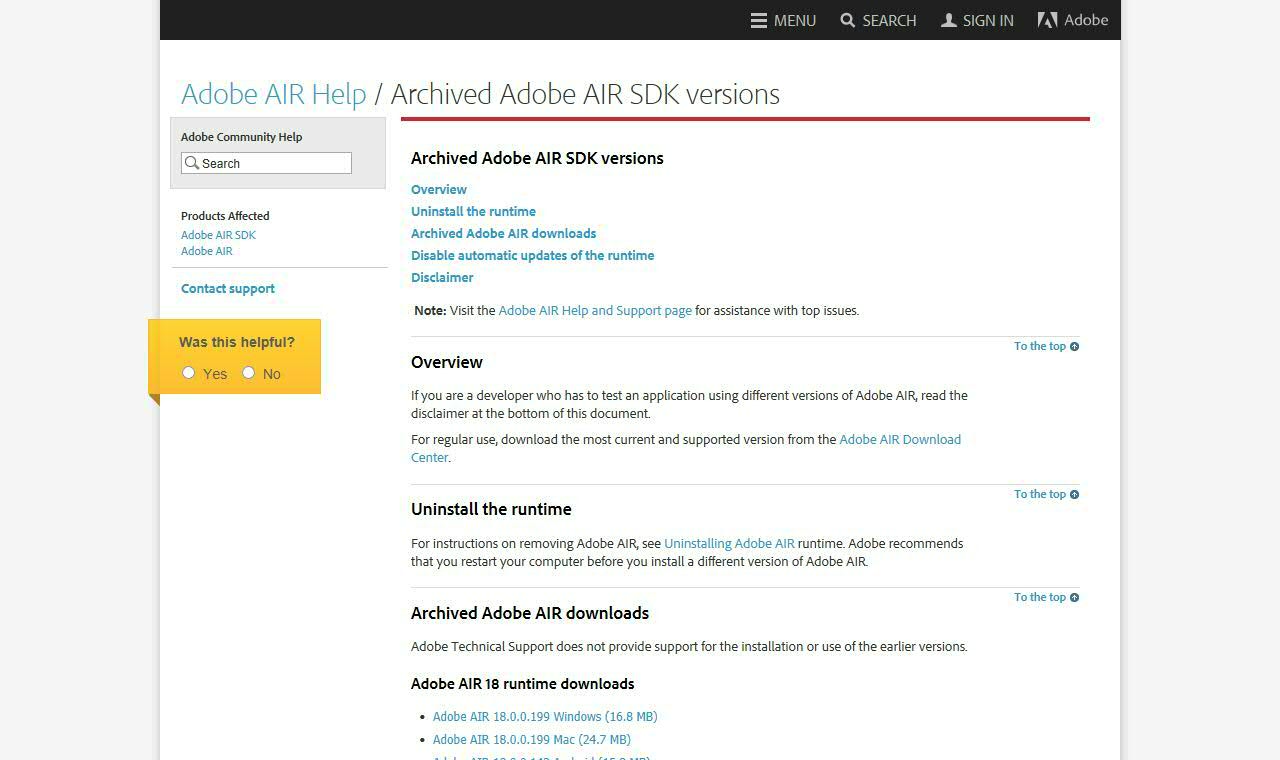 MENU SEARCH SIGN IN Adobe
Adobe AIR Help / Archived Adobe AIR SDK versions
Adobe Community Help
Search
Products Affected
Adobe AIR SDK
Adobe AIR
Contact support
Was this helpful?
Yes No
Archived Adobe AIR SDK versions
Overview
Uninstall the runtime
Archived Adobe AIR downloads
Disable automatic updates of the runtime
Disclaimer
Note: Visit the Adobe AIR Help and Support page for assistance with top issues.
To the top
Overview
If you are a developer who has to test an application using different versions of Adobe AIR, read the
disclaimer at the bottom of this document.
For regular use, download the most current and supported version from the Adobe AIR Download
Center.
To the top
Uninstall the runtime
For instructions on removing Adobe AIR, see Uninstalling Adobe AIR runtime. Adobe recommends
that you restart your computer before you install a different version of Adobe AIR.
To the top
Archived Adobe AIR downloads
Adobe Technical Support does not provide support for the installation or use of the earlier versions.
Adobe AIR 18 runtime downloads
• Adobe AIR 18.0.0.199 Windows (16.8 MB)
• Adobe AIR 18.0.0.199 Mac (24.7 MB)